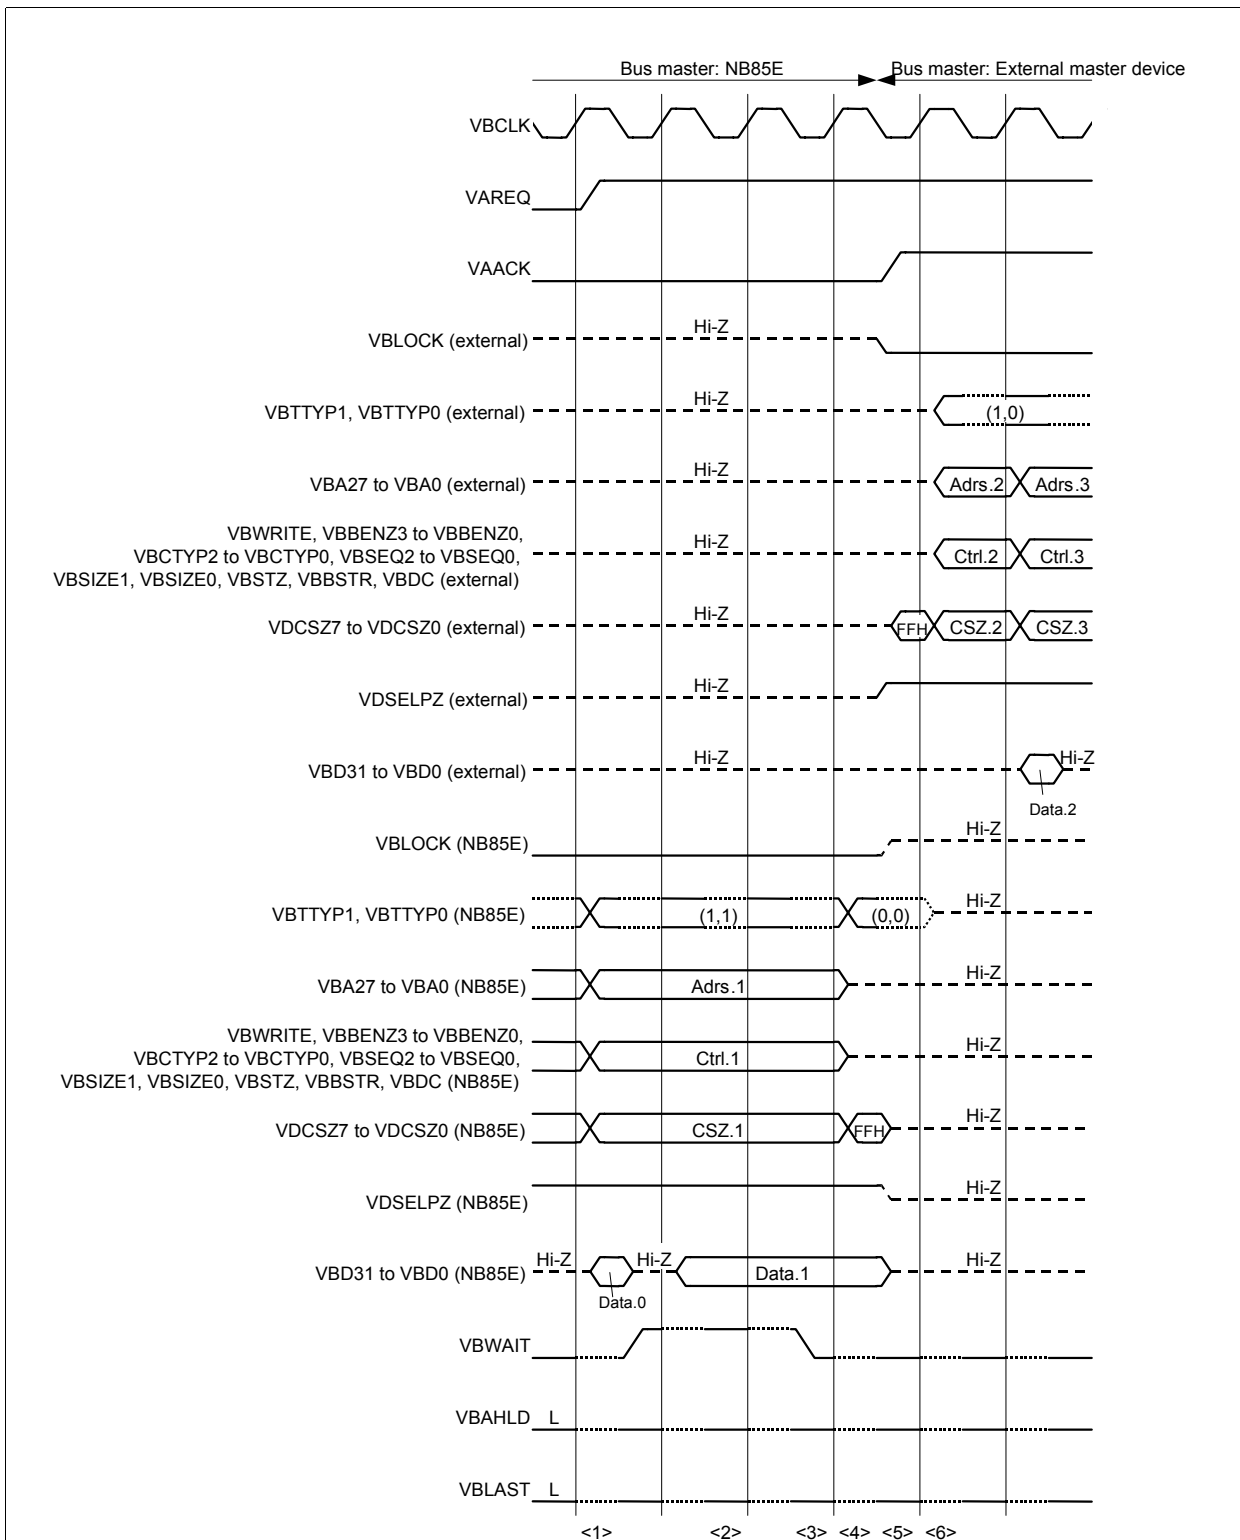 Bus master: NB85E Bus master: External master device
VBCLK
VAREQ
VAACK
Hi-Z
VBLOCK (external)
Hi-Z
VBTTYP1, VBTTYP0 (external) (1,0)
Hi-Z
VBA27 to VBA0 (external) Adrs.2 Adrs.3
VBWRITE, VBBENZ3 to VBBENZ0,
VBCTYP2 to VBCTYP0, VBSEQ2 to VBSEQ0, Hi-Z Ctrl.2 Ctrl.3
VBSIZE1, VBSIZE0, VBSTZ, VBBSTR, VBDC (external)
Hi-Z
VDCSZ7 to VDCSZ0 (external) FFH CSZ.2 CSZ.3
Hi-Z
VDSELPZ (external)
Hi-Z Hi-Z
VBD31 to VBD0 (external)
Data.2
Hi-Z
VBLOCK (NB85E)
Hi-Z
VBTTYP1, VBTTYP0 (NB85E) (1,1) (0,0)
Hi-Z
VBA27 to VBA0 (NB85E) Adrs.1
VBWRITE, VBBENZ3 to VBBENZ0,
VBCTYP2 to VBCTYP0, VBSEQ2 to VBSEQ0, Ctrl.1 Hi-Z
VBSIZE1, VBSIZE0, VBSTZ, VBBSTR, VBDC (NB85E)
Hi-Z
VDCSZ7 to VDCSZ0 (NB85E) CSZ.1 FFH
Hi-Z
VDSELPZ (NB85E)
Hi-Z Hi-Z Hi-Z
VBD31 to VBD0 (NB85E) Data.1
Data.0
VBWAIT
VBAHLD L
VBLAST L
<1> <2> <3> <4> <5> <6>